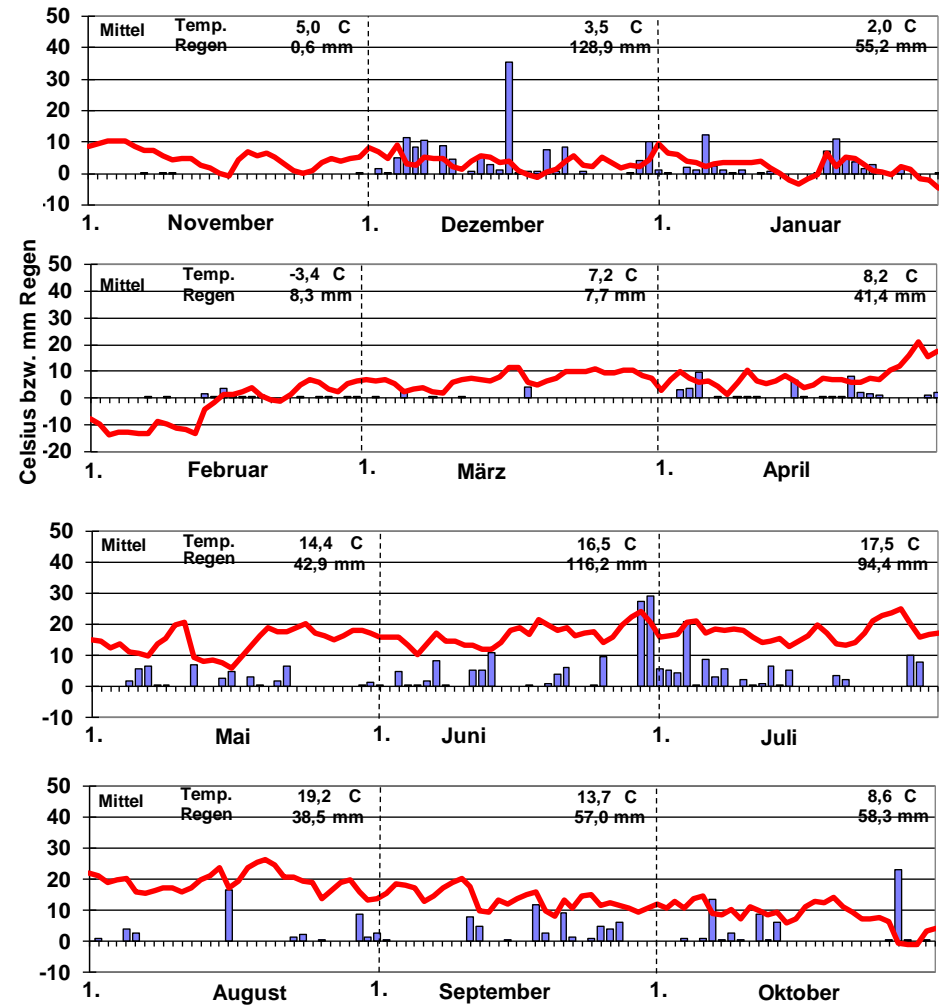 Celsius bzw. mm Regen
50
40
30
20
10
0
-10
Mittel Temp. 5,0 C 3,5 C 2,0 C
Regen 0,6 mm 128,9 mm 55,2 mm
1. November 1. Dezember 1. Januar
50
40
30
20
10
0
-10
-20
Mittel Temp. -3,4 C 7,2 C 8,2 C
Regen 8,3 mm 7,7 mm 41,4 mm
1. Februar 1. März 1. April
50
40
30
20
10
0
-10
Mittel Temp. 14,4 C 16,5 C 17,5 C
Regen 42,9 mm 116,2 mm 94,4 mm
1. Mai 1. Juni 1. Juli
50
40
30
20
10
0
-10
Mittel Temp. 19,2 C 13,7 C 8,6 C
Regen 38,5 mm 57,0 mm 58,3 mm
1. August 1. September 1. Oktober